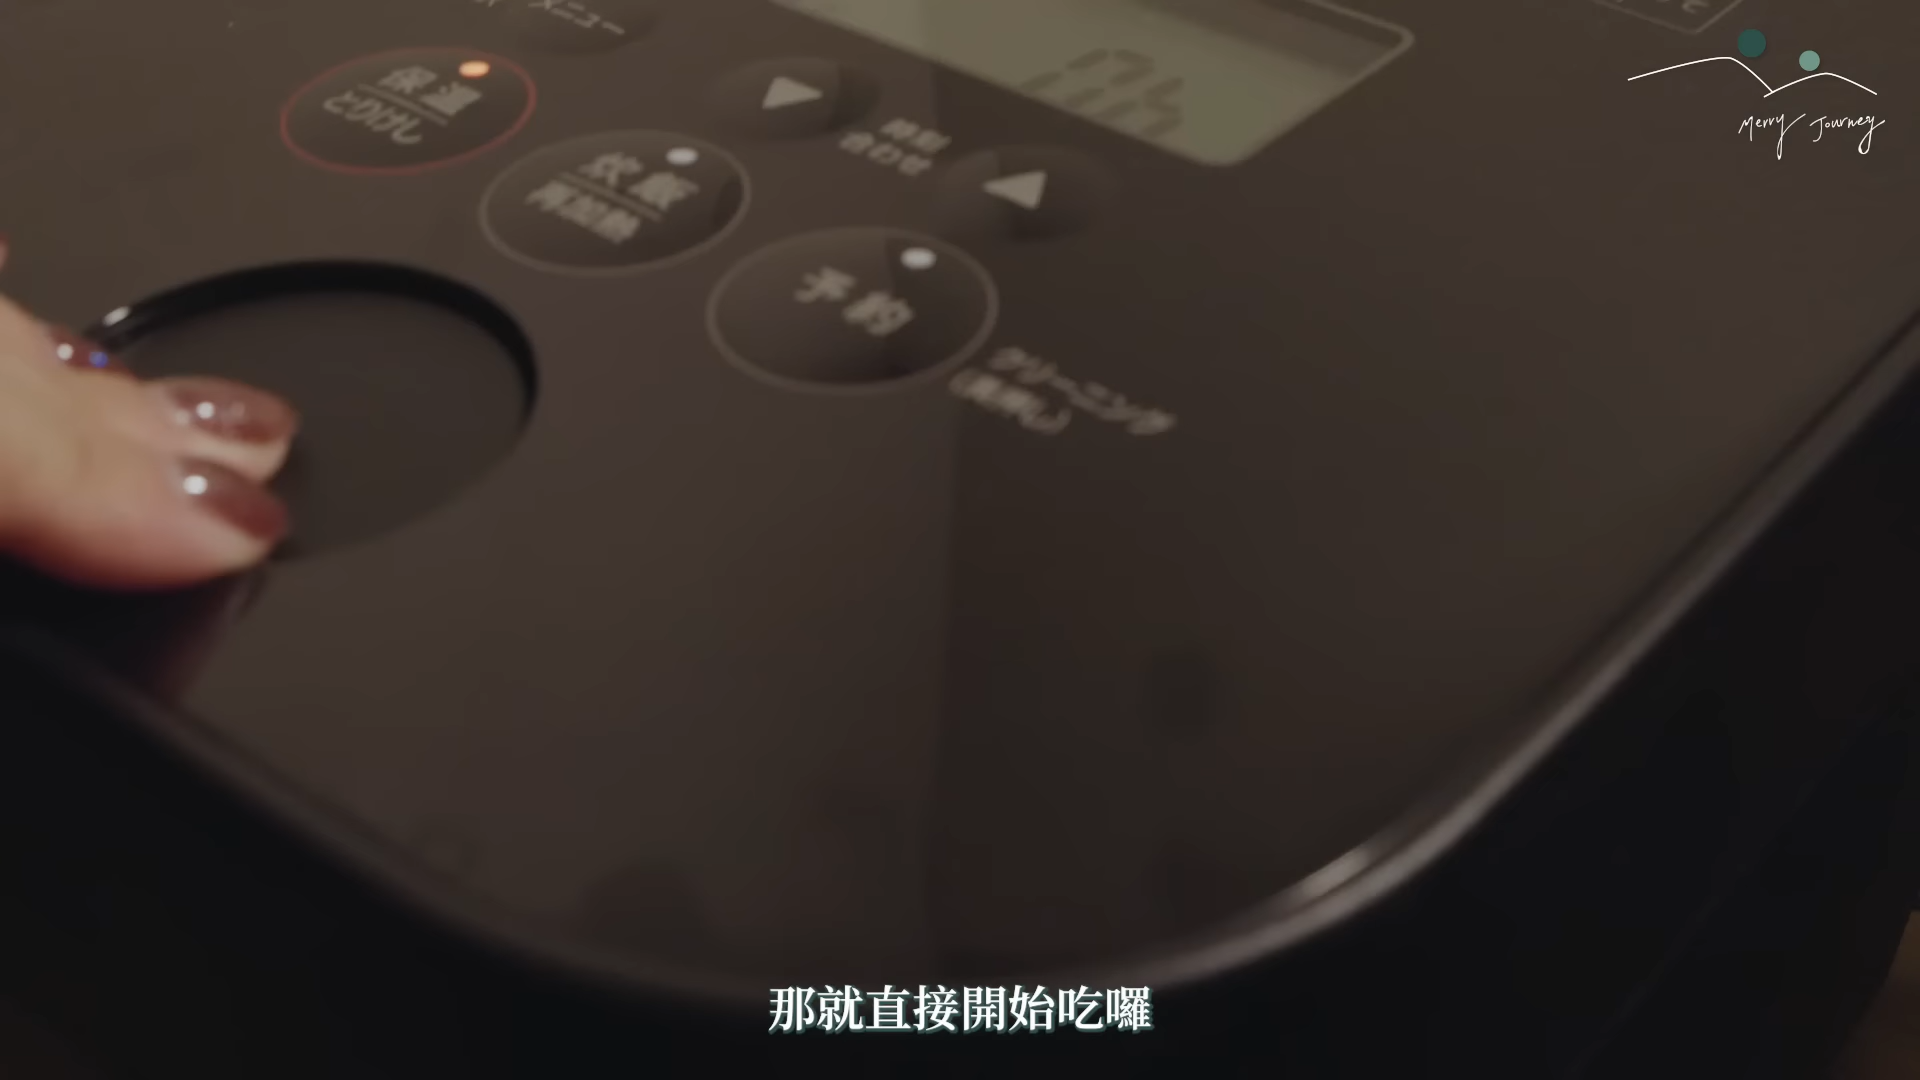 メニュー
保温
とりけし
炊飯
再加熱
時刻
合わせ
予約
クリーニング
(長押し)
Merry Journey
那就直接開始吃囉